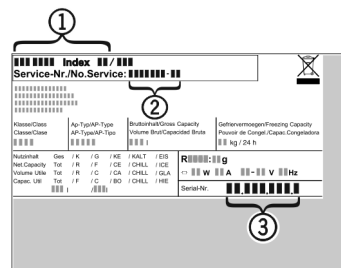 1
Index /
Service-Nr./No.Service: -
2
Klasse/Class
Classe/Clase
Ap-Typ/AP-Type
AP-Type/AP-Tipo
Bruttoinhalt/Gross Capacity
Volume Brut/Capacidad Bruta
Gefriervermoegen/Freezing Capacity
Pouvoir de Congel./Capac.Congeladora
kg / 24 h
Nutzinhalt Ges / K / G / KE / KALT / EIS
Net.Capacity Tot / R / F / CE / CHILL / ICE
Volume Utile Tot / R / C / CA / CHILL / GLA
Capac. Util Tot / F / C / BO / CHILL / HIE
l / l
R : g
W A - V Hz
Serial-Nr. . . .
3